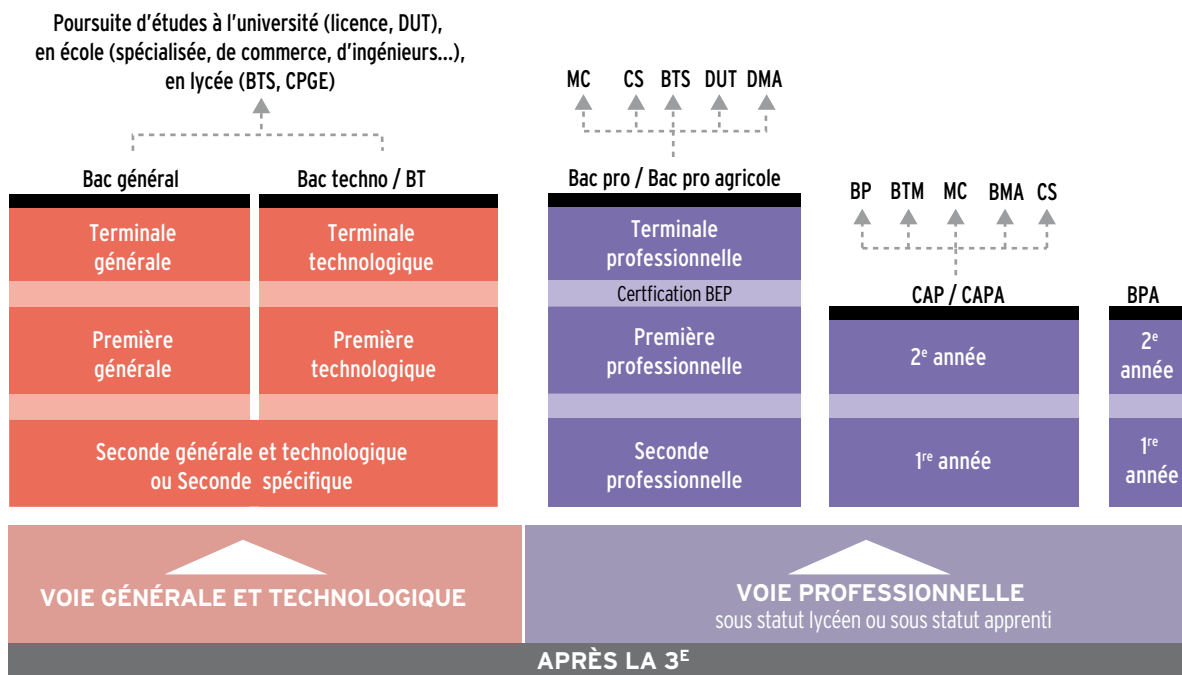 Poursuite d'études à l'université (licence, DUT),
en école (spécialisée, de commerce, d'ingénieurs...),
en lycée (BTS, CPGE)
MC CS BTS DUT DMA
Bac général
Bac techno / BT
Bac pro / Bac pro agricole
BP BTM MC BMA CS
Terminale
générale
Terminale
technologique
Terminale
professionnelle
Certfication BEP
CAP / CAPA
BPA
Première
générale
Première
technologique
Première
professionnelle
2e année
2e
année
Seconde générale et technologique
ou Seconde spécifique
Seconde
professionnelle
1re année
1re
année
VOIE GÉNÉRALE ET TECHNOLOGIQUE
VOIE PROFESSIONNELLE
sous statut lycéen ou sous statut apprenti
APRÈS LA 3E